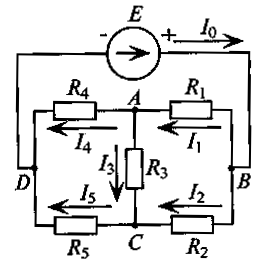 E
- + I₀
R₄ A R₁
I₄ I₃ R₃ I₁
D B
I₅ I₂
R₅ C R₂